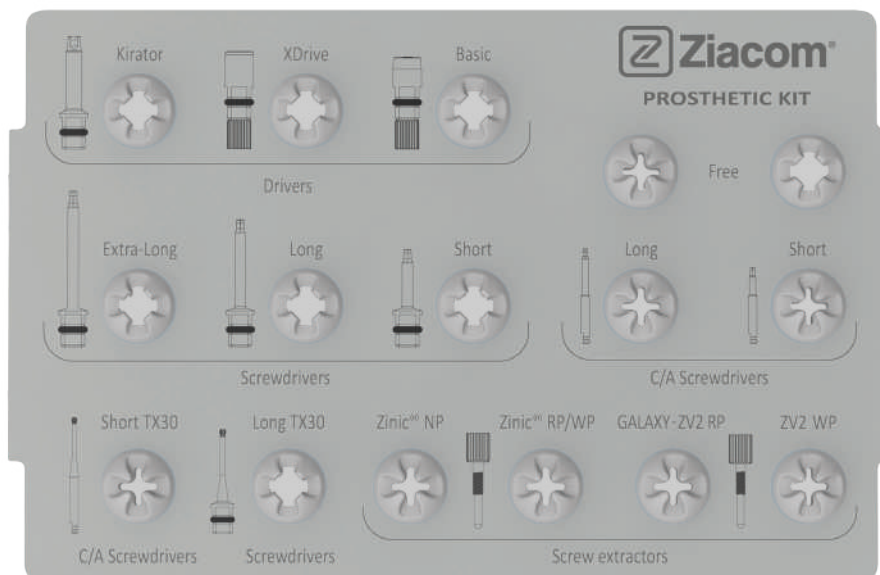 Ziacom®
PROSTHETIC KIT
Kirator XDrive Basic
Drivers
Free
Extra-Long Long Short
Screwdrivers
Long Short
C/A Screwdrivers
Short TX30 Long TX30
C/A Screwdrivers Screwdrivers
Zinic®® NP Zinic®® RP/WP GALAXY-ZV2 RP ZV2 WP
Screw extractors